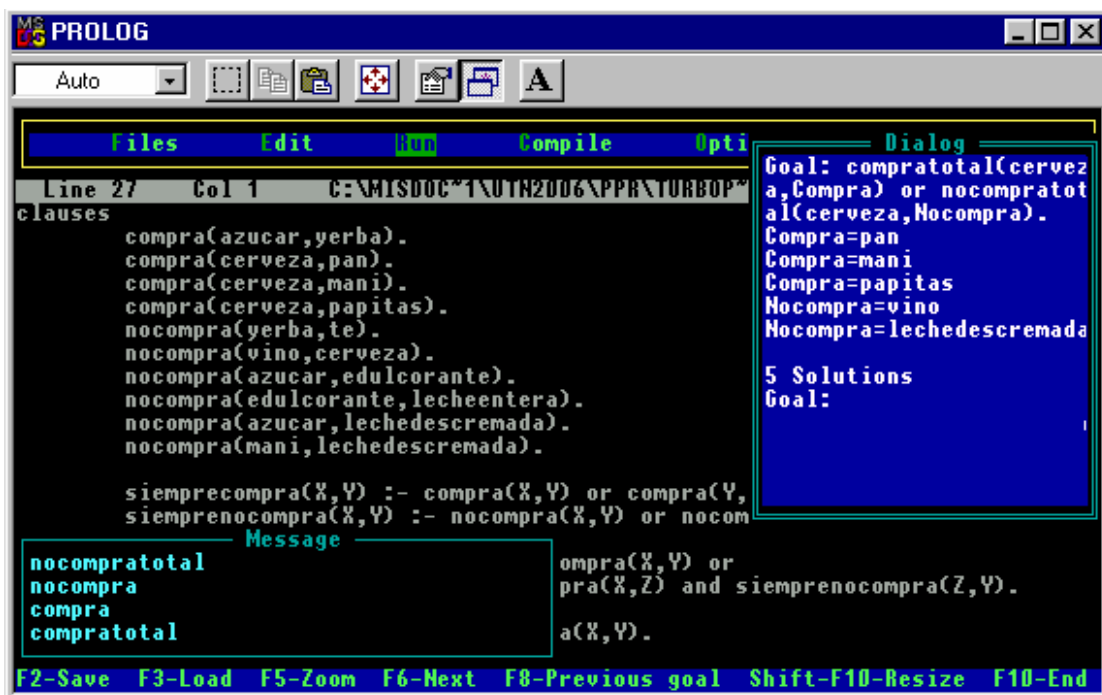 MS DS PROLOG
Auto
A
Files Edit Run Compile Opti
Line 27 Col 1 C:\MISDOC~1\UTN2006\PPR\TURBOP~
clauses
compra(azucar,yerba).
compra(cerveza,pan).
compra(cerveza,mani).
compra(cerveza,papitas).
nocompra(yerba,te).
nocompra(vino,cerveza).
nocompra(azucar,edulcorante).
nocompra(edulcorante,lecheentera).
nocompra(azucar,lechedescremada).
nocompra(mani,lechedescremada).
siemprecompra(X,Y) :- compra(X,Y) or compra(Y,
siemprenocompra(X,Y) :- nocompra(X,Y) or nocom
ompra(X,Y) or
pra(X,Z) and siemprenocompra(Z,Y).
a(X,Y).
Dialog
Goal: compratotal(cervez
a,Compra) or nocompratot
al(cerveza,Nocompra).
Compra=pan
Compra=mani
Compra=papitas
Nocompra=vino
Nocompra=lechedescremada
5 Solutions
Goal:
Message
nocompratotal
nocompra
compra
compratotal
F2-Save F3-Load F5-Zoom F6-Next F8-Previous goal Shift-F10-Resize F10-End